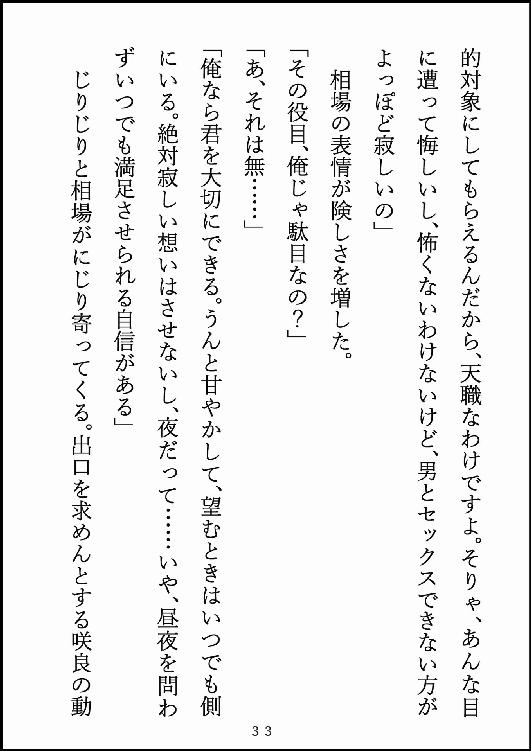 的対象にしてもらえるんだから、天職なわけですよ。そりゃ、あんな目
に遭って悔しいし、怖くないわけないけど、男とセックスできない方が
よっぽど寂しいの」
　相場の表情が険しさを増した。
「その役目、俺じゃ駄目なの？」
「あ、それは無……」
「俺なら君を大切にできる。うんと甘やかして、望むときはいつでも側
にいる。絶対寂しい想いはさせないし、夜だって……いや、昼夜を問わ
ずいつでも満足させられる自信がある」
　じりじりと相場がにじり寄ってくる。出口を求めんとする咲良の動
33